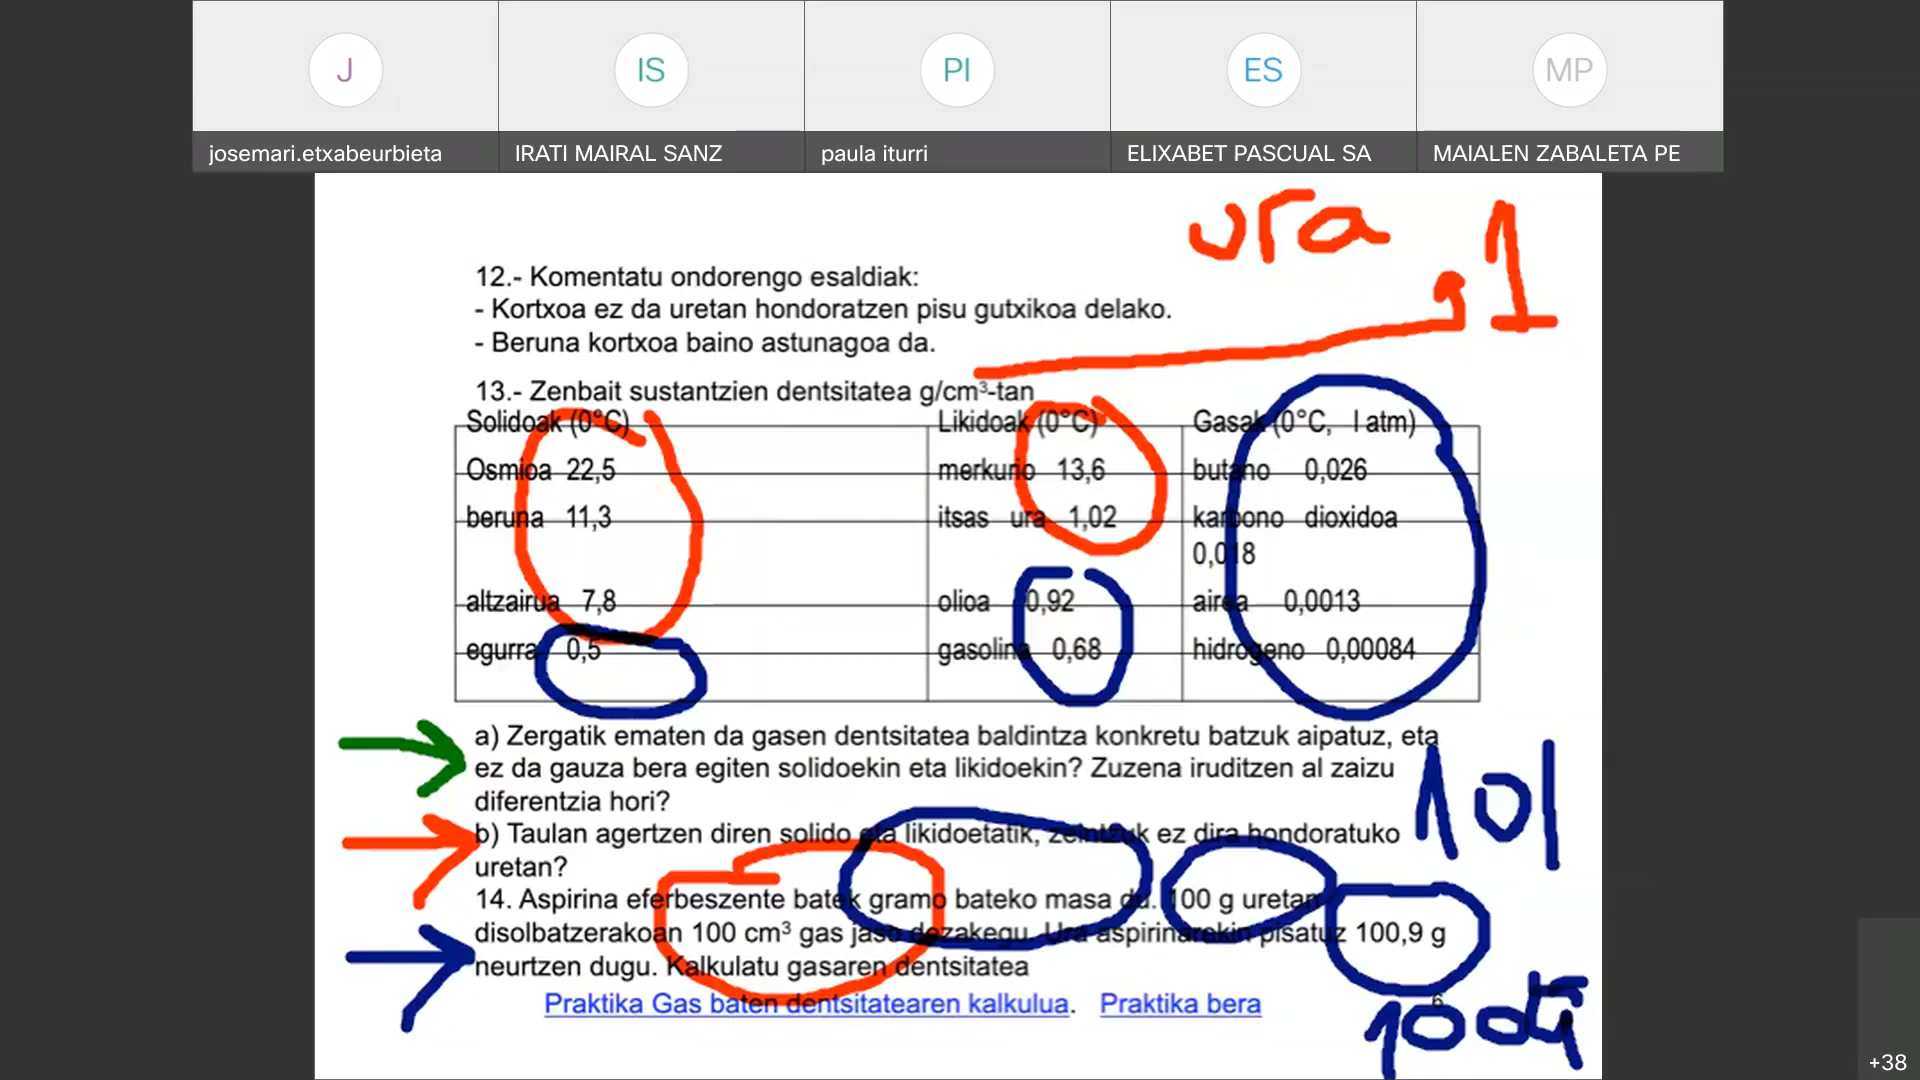 J IS PI ES MP
josemari.etxabeurbieta IRATI MAIRAL SANZ paula iturri ELIXABET PASCUAL SA MAIALEN ZABALETA PE
ura 1
12.- Komentatu ondorengo esaldiak:
- Kortxoa ez da uretan hondoratzen pisu gutxikoa delako.
- Beruna kortxoa baino astunagoa da.
13.- Zenbait sustantzien dentsitatea g/cm³-tan
Solidoak (0°C) Likidoak (0°C) Gasak (0°C, 1 atm)
Osmioa 22,5 merkurio 13,6 butano 0,026
beruna 11,3 itsas ura 1,02 karbono dioxidoa
0,018
altzairua 7,8 olioa 0,92 airea 0,0013
egurra 0,5 gasolina 0,68 hidrogeno 0,00084
a) Zergatik ematen da gasen dentsitatea baldintza konkretu batzuk aipatuz, eta
ez da gauza bera egiten solidoekin eta likidoekin? Zuzena iruditzen al zaizu
diferentzia hori?
101
b) Taulan agertzen diren solido eta likidoetatik, zeintzuk ez dira hondoratuko
uretan?
14. Aspirina eferbeszente batek gramo bateko masa du. 100 g uretan
disolbatzerakoan 100 cm³ gas jaso dezakegu. Ura aspirinarekin pisatuz 100,9 g
neurtzen dugu. Kalkulatu gasaren dentsitatea
Praktika Gas baten dentsitatearen kalkulua. Praktika bera
6
+38